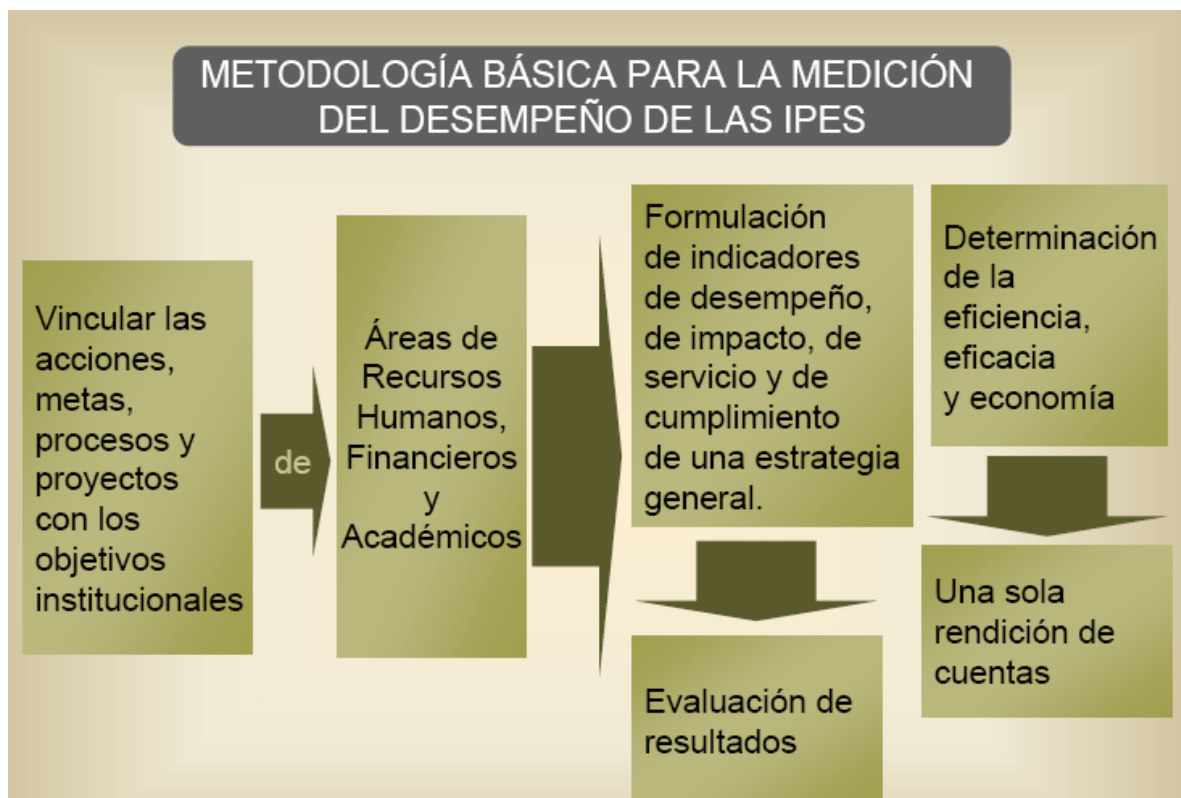 METODOLOGÍA BÁSICA PARA LA MEDICIÓN
DEL DESEMPEÑO DE LAS IPES
Vincular las
acciones,
metas,
procesos y
proyectos
con los
objetivos
institucionales
de
Áreas de
Recursos
Humanos,
Financieros
y
Académicos
Formulación
de indicadores
de desempeño,
de impacto, de
servicio y de
cumplimiento
de una estrategia
general.
Evaluación de
resultados
Determinación
de la
eficiencia,
eficacia
y economía
Una sola
rendición de
cuentas